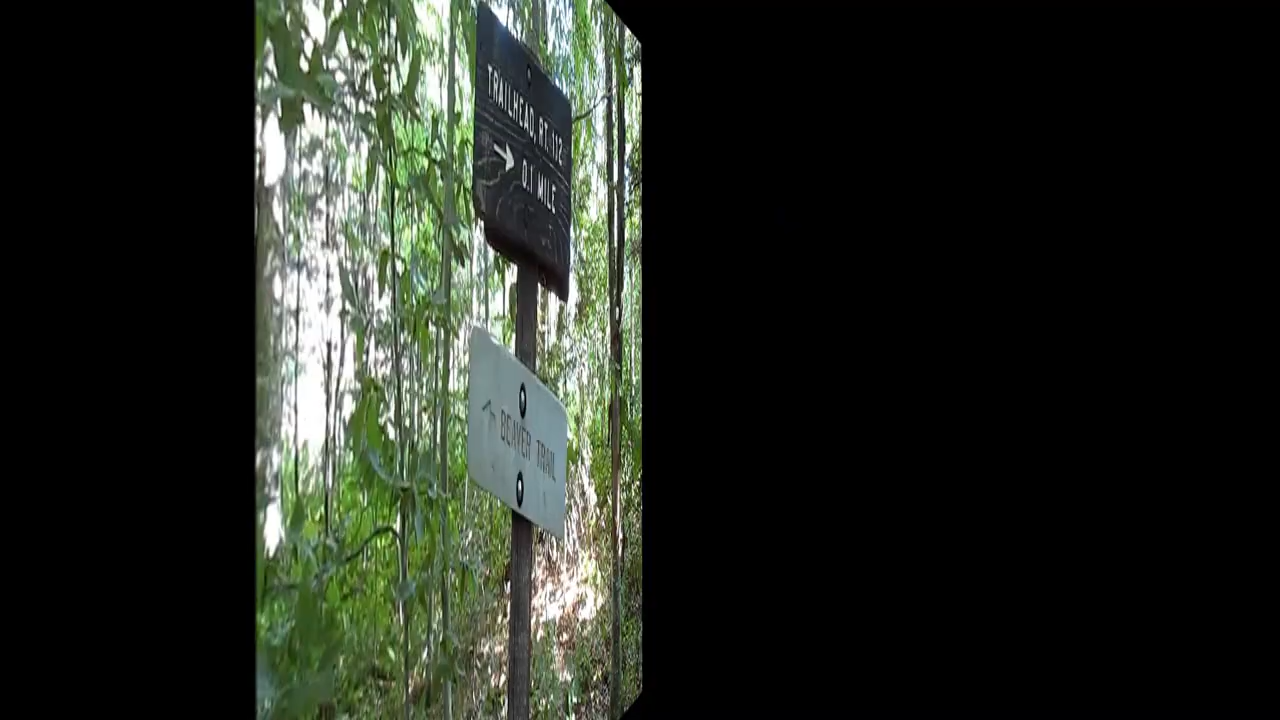 TRAILHEAD, RT. 112
→ 0.1 MILE
← BEAVER TRAIL